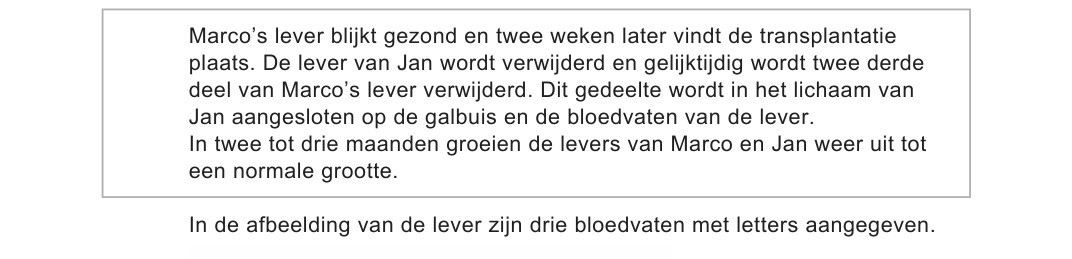 Marco’s lever blijkt gezond en twee weken later vindt de transplantatie
plaats. De lever van Jan wordt verwijderd en gelijktijdig wordt twee derde
deel van Marco’s lever verwijderd. Dit gedeelte wordt in het lichaam van
Jan aangesloten op de galbuis en de bloedvaten van de lever.
In twee tot drie maanden groeien de levers van Marco en Jan weer uit tot
een normale grootte.
In de afbeelding van de lever zijn drie bloedvaten met letters aangegeven.